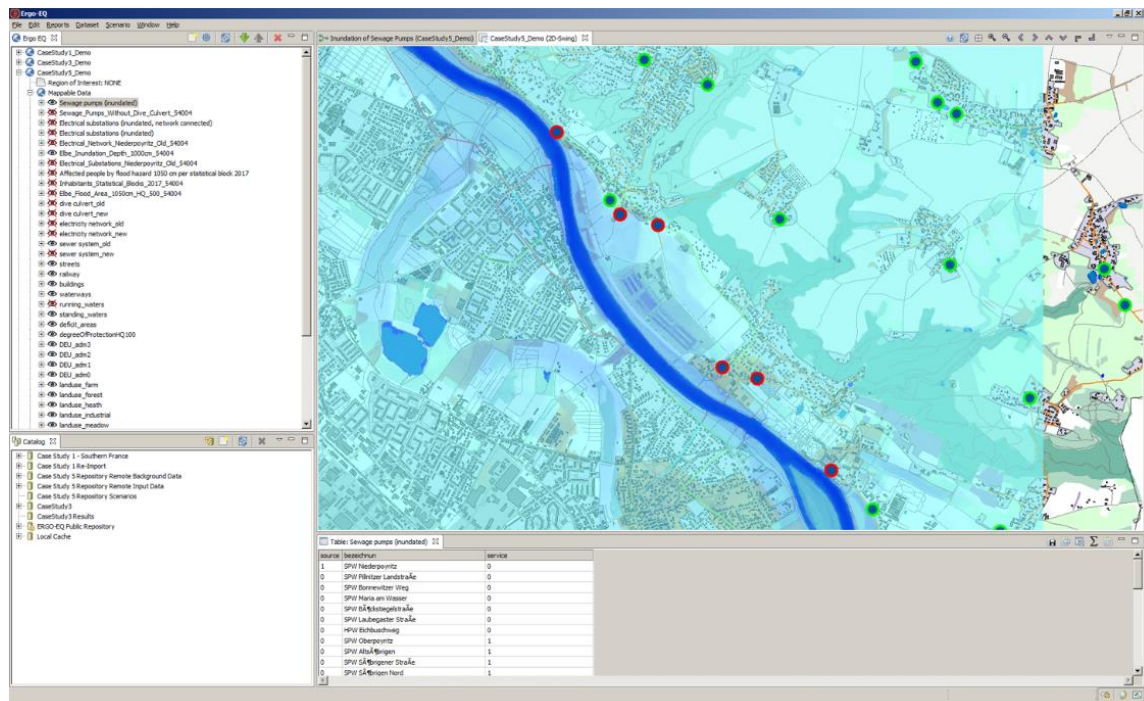 Ergo-EQ
File Edit Reports Dataset Scenario Window Help
Ergo EQ
CaseStudy1_Demo
CaseStudy3_Demo
CaseStudy5_Demo
Region of Interest: NONE
Mappable Data
Sewage pumps (inundated)
Sewage_Pumps_Without_Dive_Culvert_54004
Electrical substations (inundated, network connected)
Electrical substations (inundated)
Electrical_Network_Niederpoyritz_Old_54004
Elbe_Inundation_Depth_1000cm_54004
Electrical_Substations_Niederpoyritz_Old_54004
Affected people by flood hazard 1050 cm per statistical block 2017
Inhabitants_Statistical_Blocks_2017_54004
Elbe_Flood_Area_1050cm_HQ_500_54004
dive culvert_old
dive culvert_new
electricity network_old
electricity network_new
sewer system_old
sewer system_new
streets
railway
buildings
waterways
running_waters
standing_waters
deficit_areas
degreeOfProtectionHQ100
DEU_adm3
DEU_adm2
DEU_adm1
DEU_adm0
landuse_farm
landuse_forest
landuse_heath
landuse_industrial
landuse_meadow
Catalog
Case Study 1 - Southern France
Case Study 1 Re-Import
Case Study 5 Repository Remote Background Data
Case Study 5 Repository Remote Input Data
Case Study 5 Repository Scenarios
CaseStudy3
CaseStudy3 Results
ERGO-EQ Public Repository
Local Cache
Inundation of Sewage Pumps (CaseStudy5_Demo)
CaseStudy5_Demo (2D-Swing)
Table: Sewage pumps (inundated)
source bezeichnun service
1 SPW Niederpoyritz 0
0 SPW Pillnitzer LandstraÃe 0
0 SPW Bonnewitzer Weg 0
0 SPW Maria am Wasser 0
0 SPW BÃ¶ckstiegelstraÃe 0
0 SPW Laubegaster StraÃe 0
0 HPW Eichbuschweg 0
0 SPW Oberpoyritz 1
0 SPW AltsÃ¶brigen 1
0 SPW SÃ¶brigener StraÃe 1
0 SPW SÃ¶brigen Nord 1